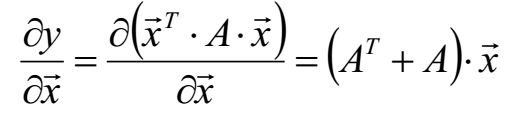 ∂y/∂x⃗ = ∂(x⃗ᵀ · A · x⃗)/∂x⃗ = (Aᵀ + A) · x⃗